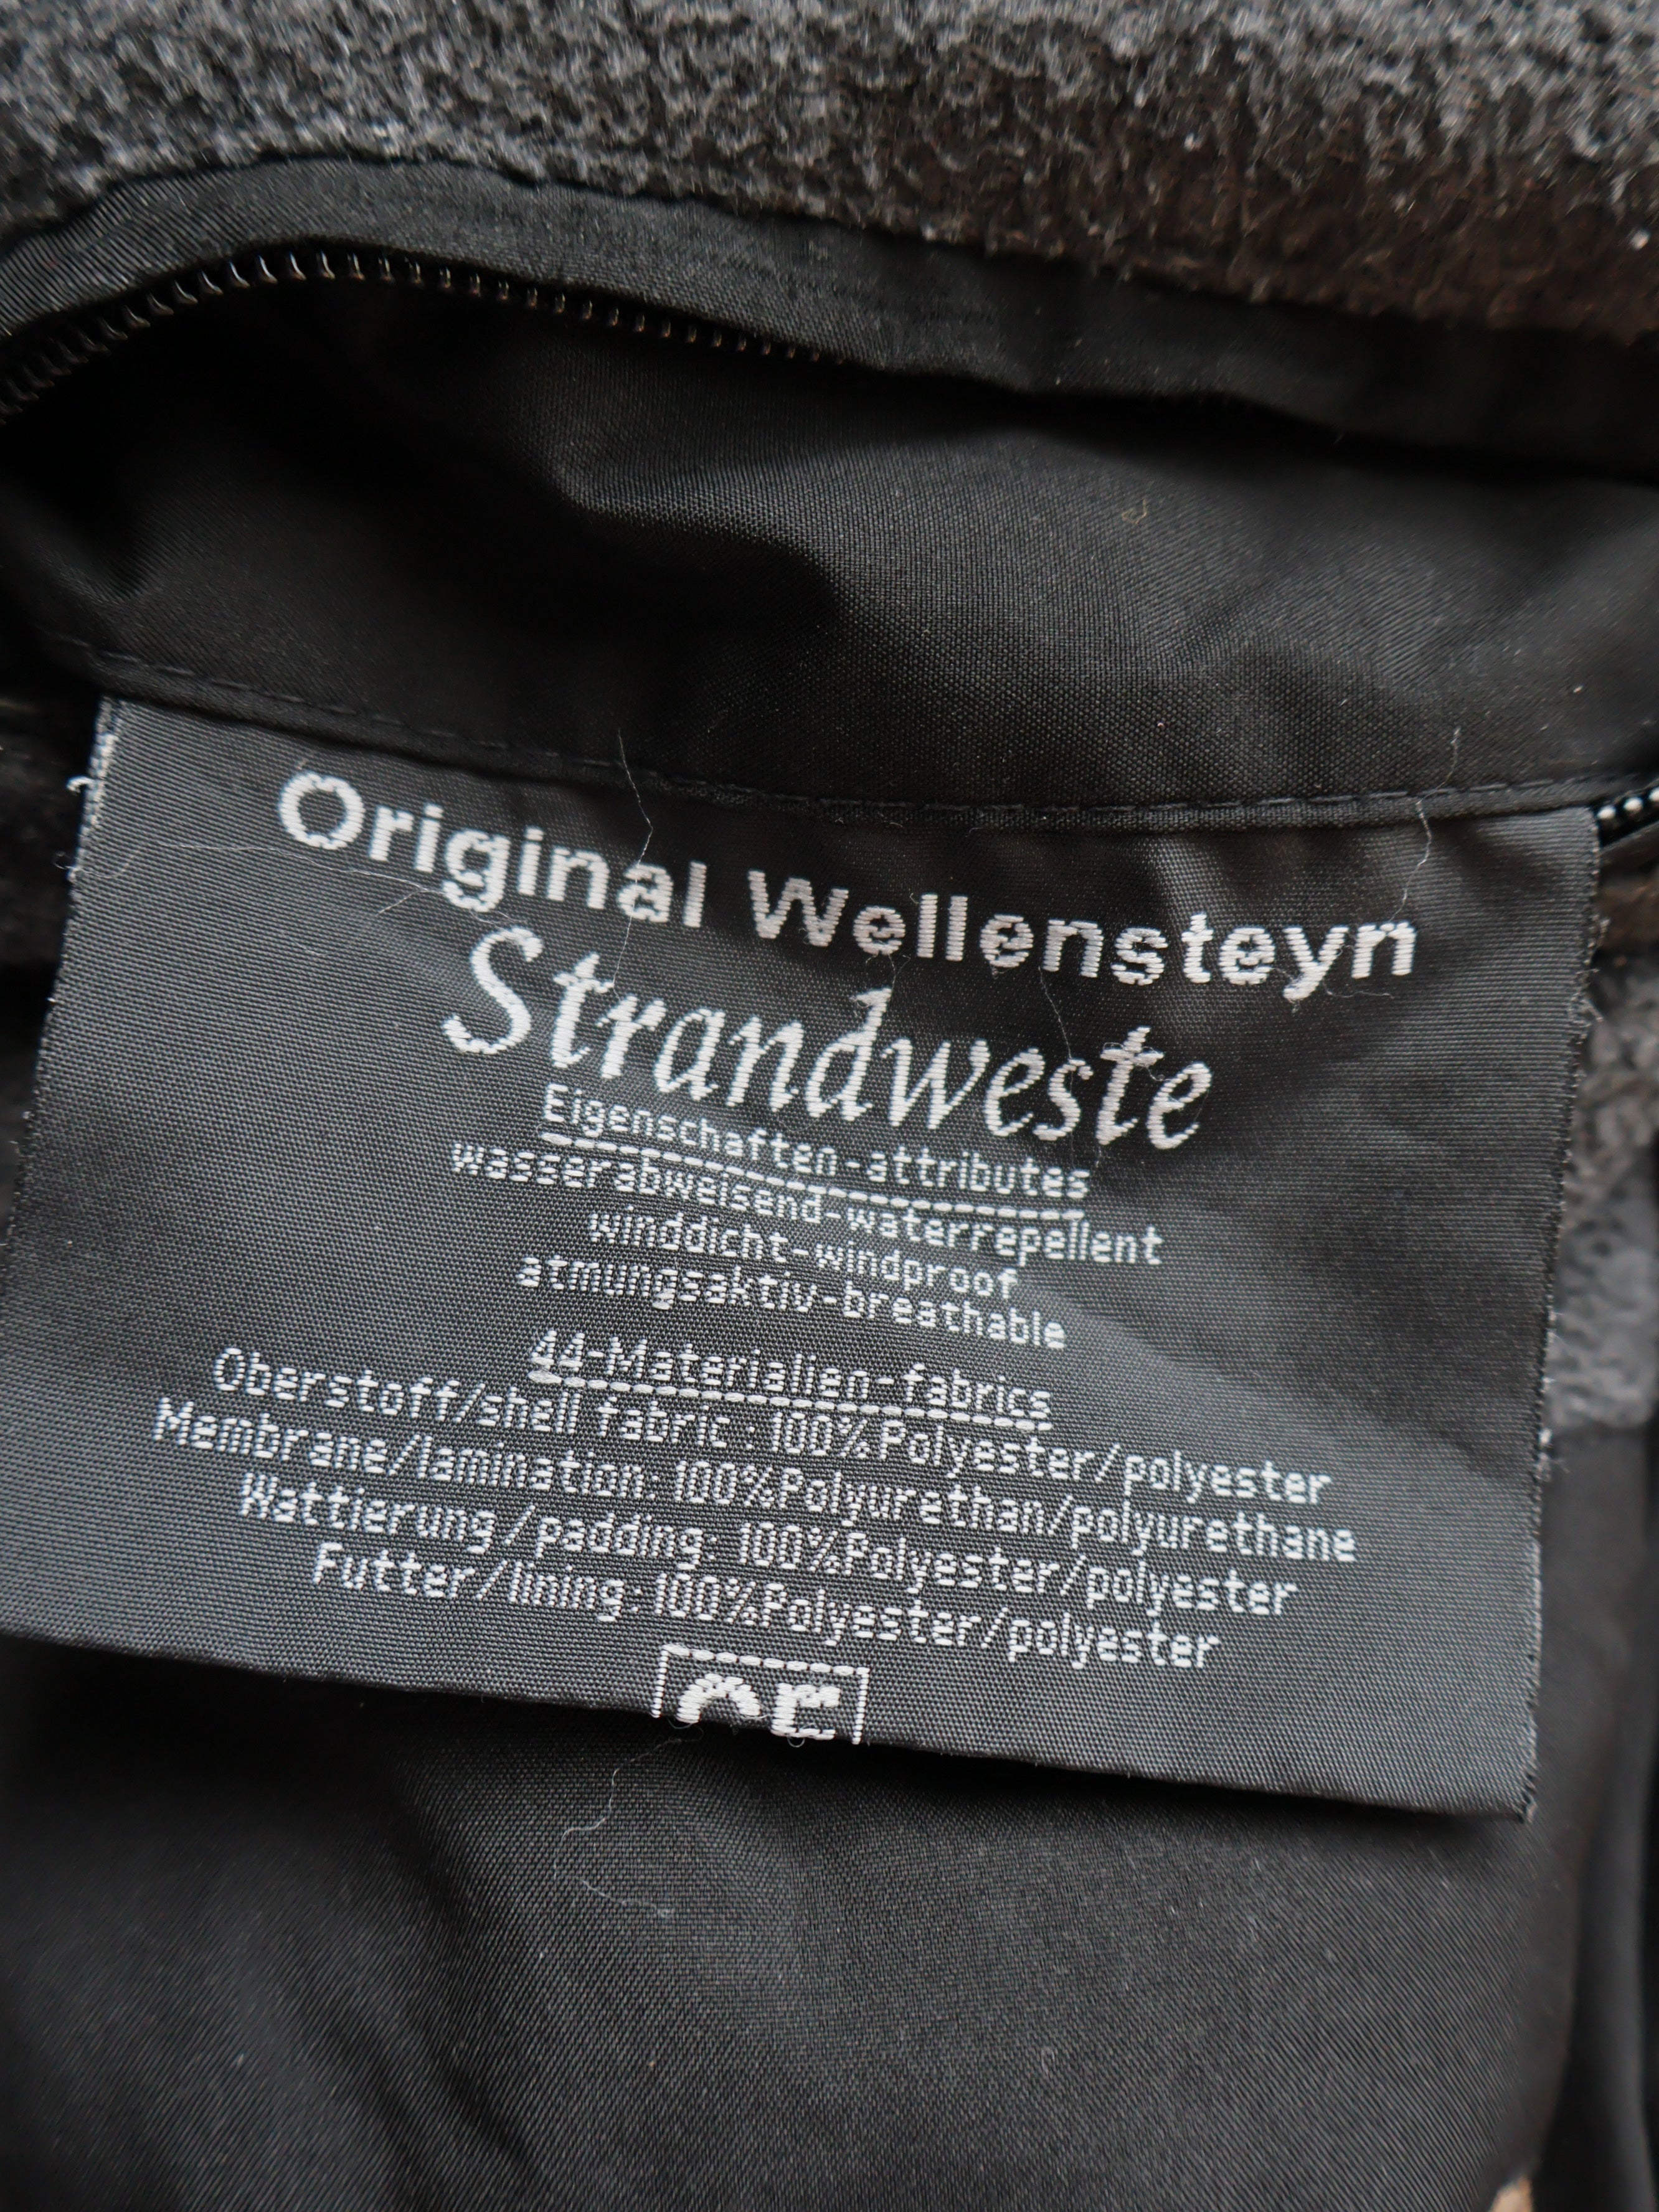 Original Wellensteyn
Strandweste
Eigenschaften-attributes
wasserabweisend-waterrepellent
winddicht-windproof
atmungsaktiv-breathable
44-Materialien-fabrics
Oberstoff/shell fabric: 100%Polyester/polyester
Membrane/lamination: 100%Polyurethan/polyurethane
Wattierung/padding: 100%Polyester/polyester
Futter/lining: 100%Polyester/polyester
CE